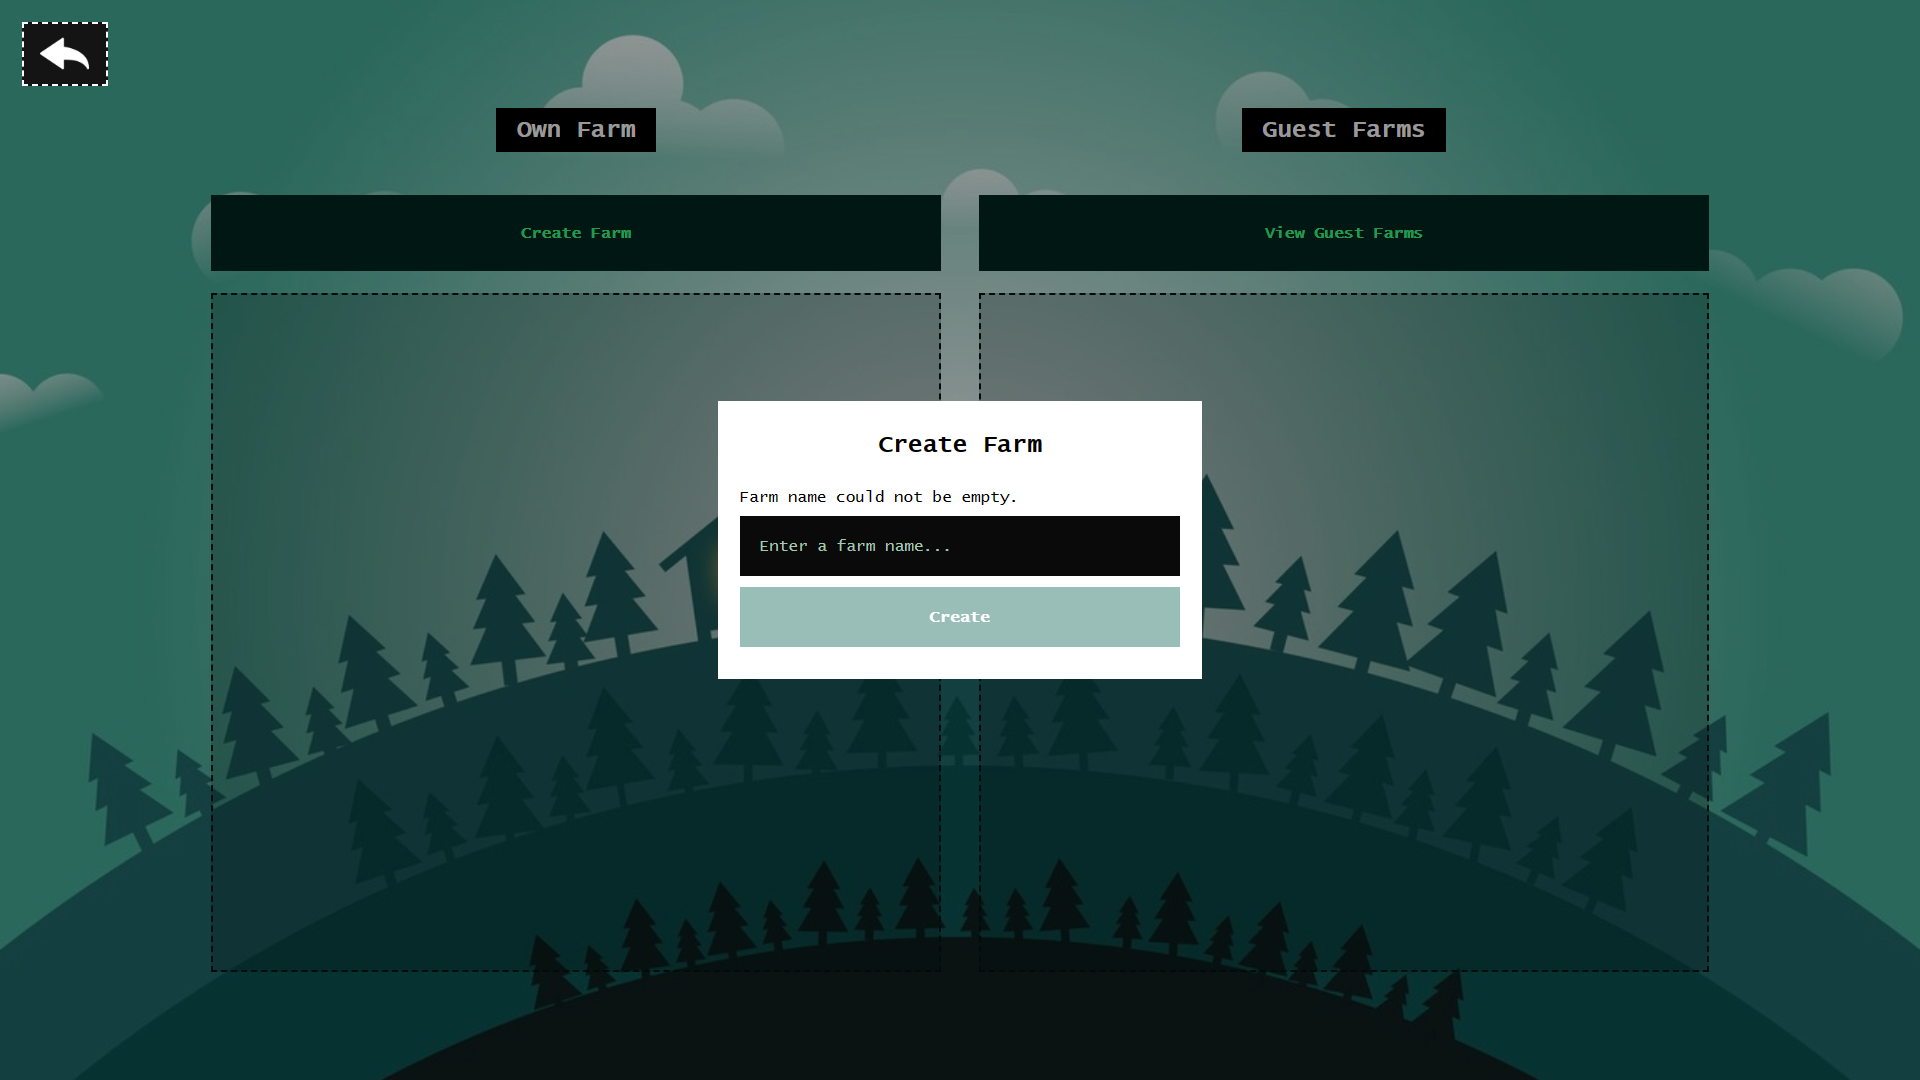 Own Farm
Guest Farms
Create Farm
View Guest Farms
Create Farm
Farm name could not be empty.
Enter a farm name...
Create